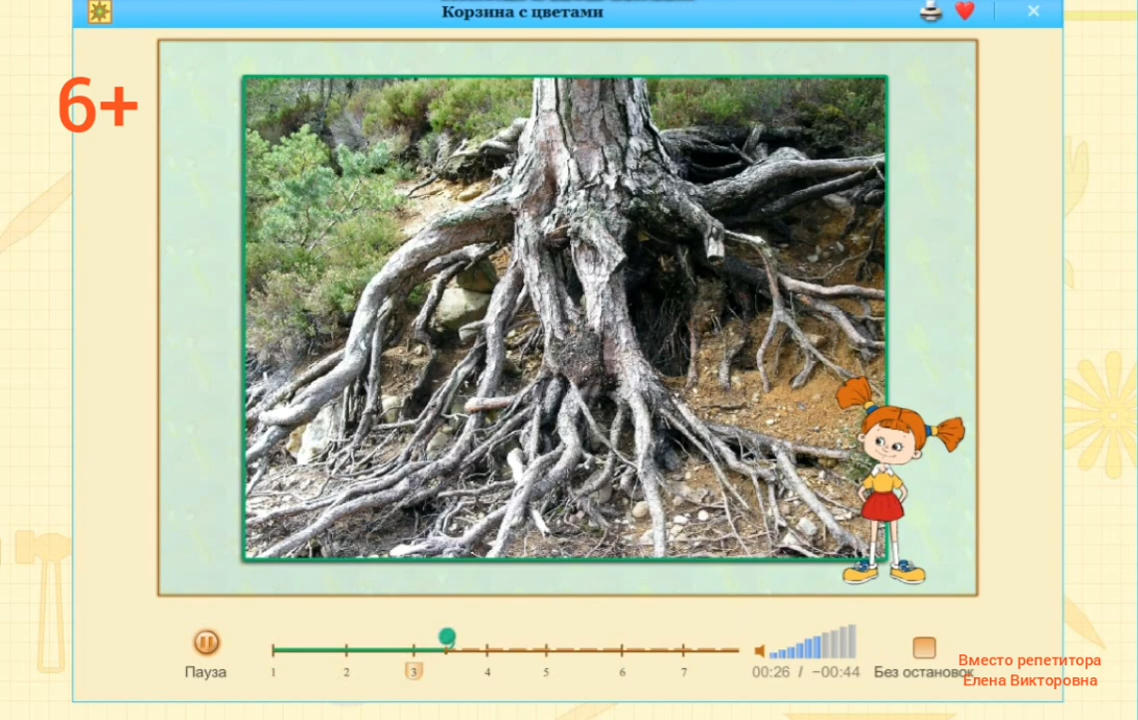 Корзина с цветами
6+
Пауза
1 2 3 4 5 6 7
00:26 / −00:44
Без остановок
Вместо репетитора
Елена Викторовна